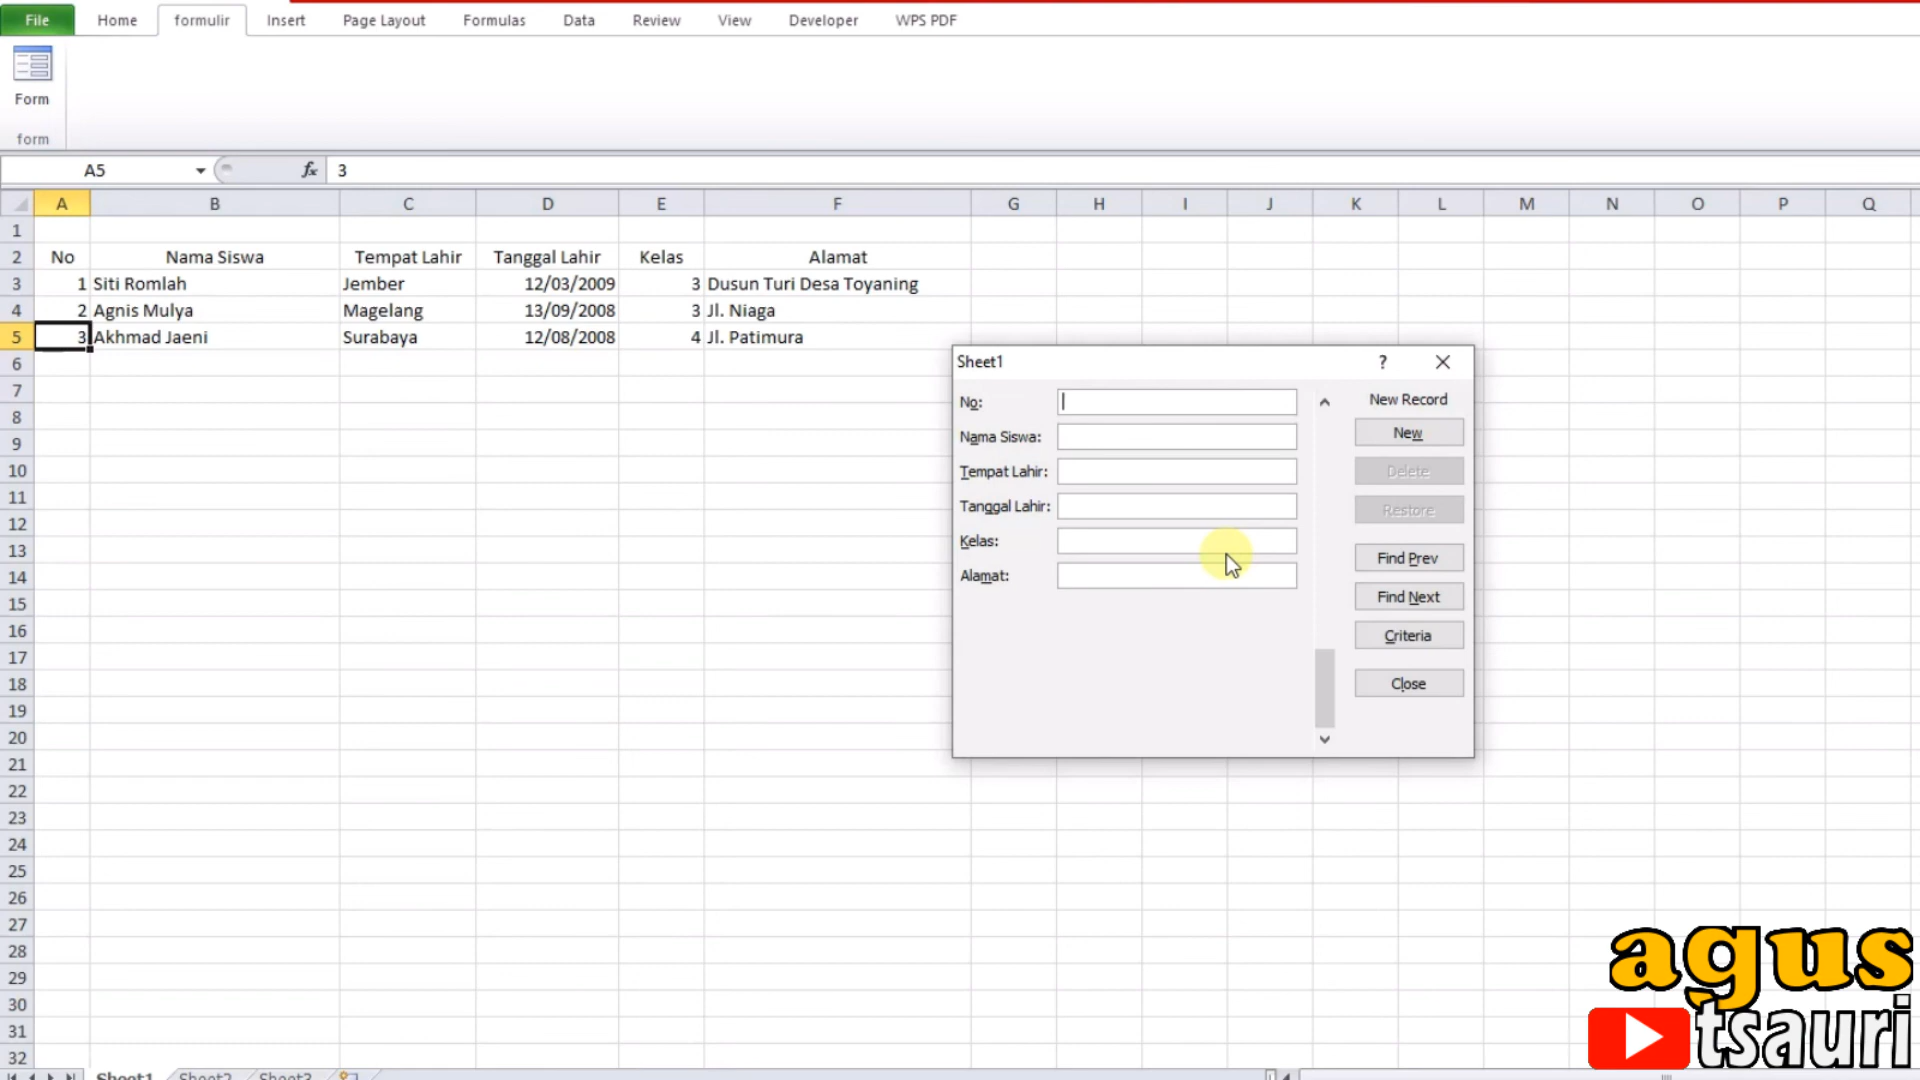 File Home formulir Insert Page Layout Formulas Data Review View Developer WPS PDF
Form
form
A5 fx 3
A B C D E F G H I J K L M N O P Q
1
2 No Nama Siswa Tempat Lahir Tanggal Lahir Kelas Alamat
3 1 Siti Romlah Jember 12/03/2009 3 Dusun Turi Desa Toyaning
4 2 Agnis Mulya Magelang 13/09/2008 3 Jl. Niaga
5 3 Akhmad Jaeni Surabaya 12/08/2008 4 Jl. Patimura
6
7
8
9
10
11
12
13
14
15
16
17
18
19
20
21
22
23
24
25
26
27
28
29
30
31
32
Sheet1 ?
No: New Record
Nama Siswa: New
Tempat Lahir: Delete
Tanggal Lahir: Restore
Kelas: Find Prev
Alamat: Find Next
Criteria
Close
agus
tsauri
Sheet1 Sheet2 Sheet3